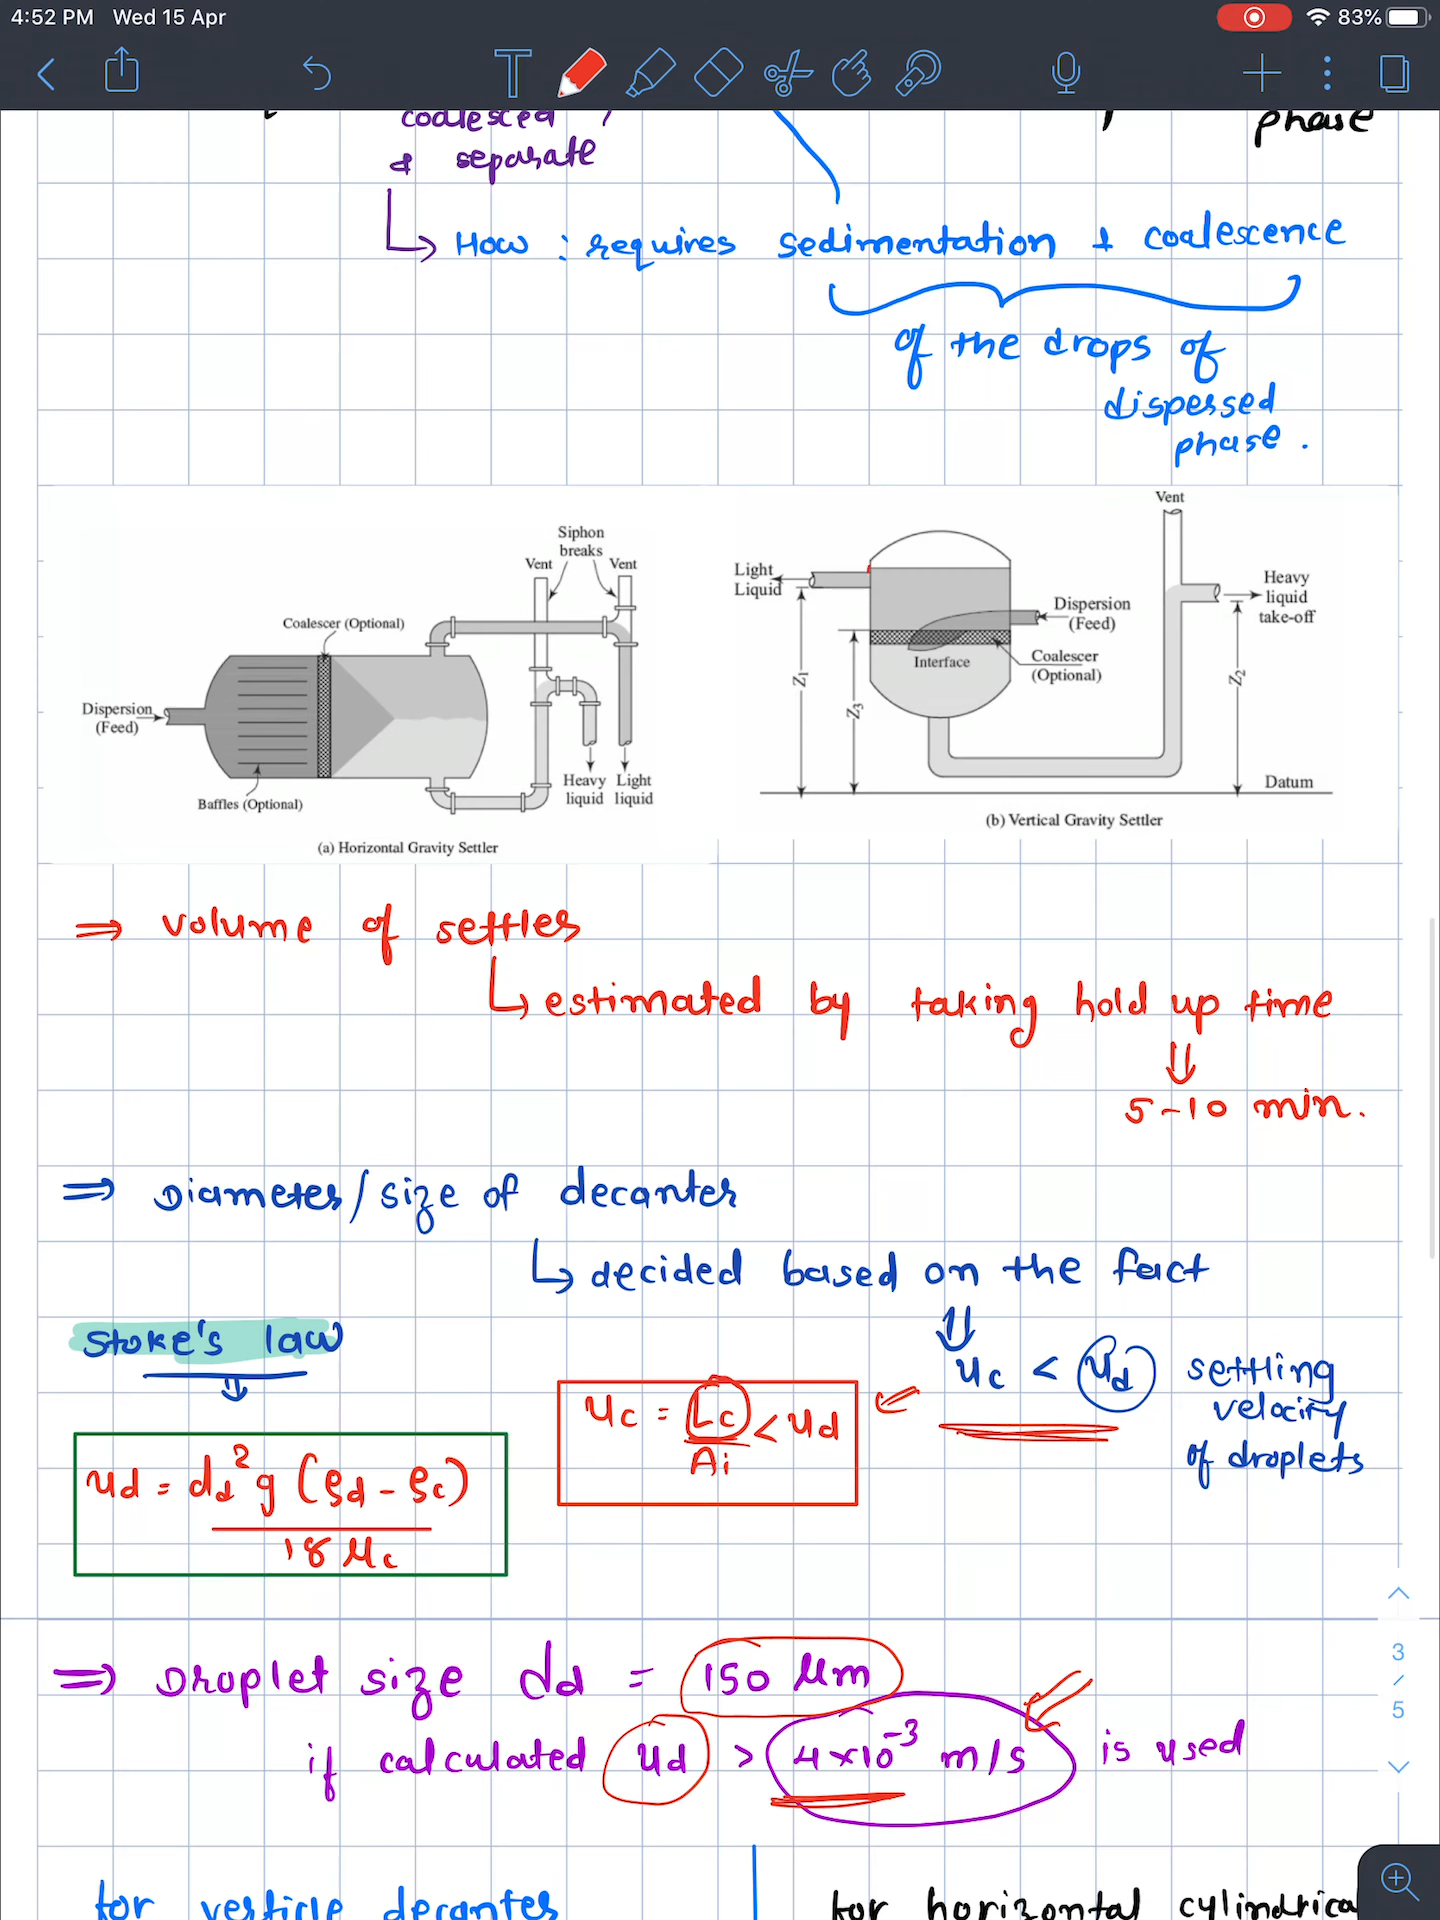 4:52 PM Wed 15 Apr
83%
coalesced
phase
& separate
How : requires sedimentation + coalescence
of the drops of
dispersed
phase .
Siphon
breaks
Vent
Vent
Coalescer (Optional)
Dispersion
(Feed)
Baffles (Optional)
Heavy liquid
Light liquid
(a) Horizontal Gravity Settler
Vent
Light
Liquid
Heavy
liquid
take-off
Dispersion
(Feed)
Interface
Coalescer
(Optional)
Z1
Z3
Z2
Datum
(b) Vertical Gravity Settler
⇒ volume of settler
↳ estimated by taking hold up time
⇓
5-10 min.
⇒ Diameter/size of decanter
↳ decided based on the fact
⇓
Stoke's law
uc < ud settling
velocity
of droplets
uc = Lc/Ai < ud
ud = dd² g (ρd - ρc) / 18 μc
⇒ Droplet size dd = 150 μm
if calculated ud > 4×10⁻³ m/s is used
3/5
for verticle decanter
for horizontal cylindrica